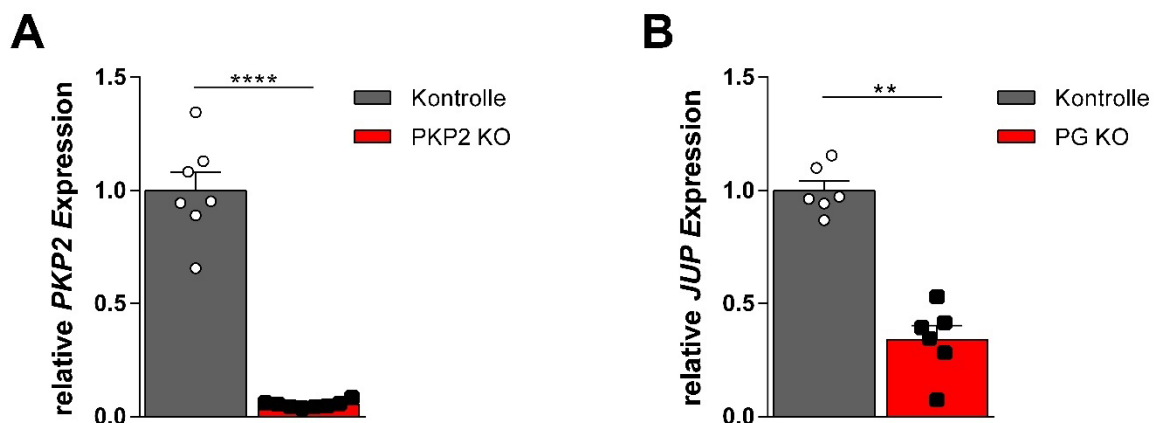 A
relative PKP2 Expression
1.5
1.0
0.5
0.0
****
Kontrolle
PKP2 KO
B
relative JUP Expression
1.5
1.0
0.5
0.0
**
Kontrolle
PG KO